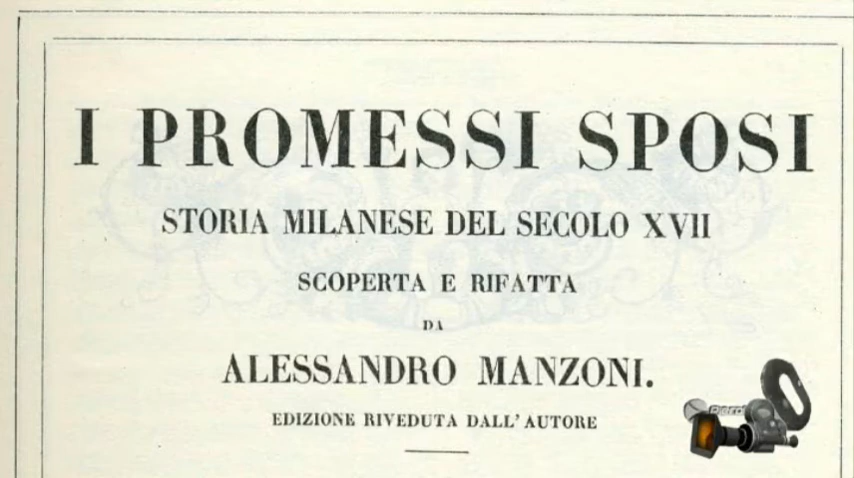 I PROMESSI SPOSI
STORIA MILANESE DEL SECOLO XVII
SCOPERTA E RIFATTA
DA
ALESSANDRO MANZONI.
EDIZIONE RIVEDUTA DALL' AUTORE